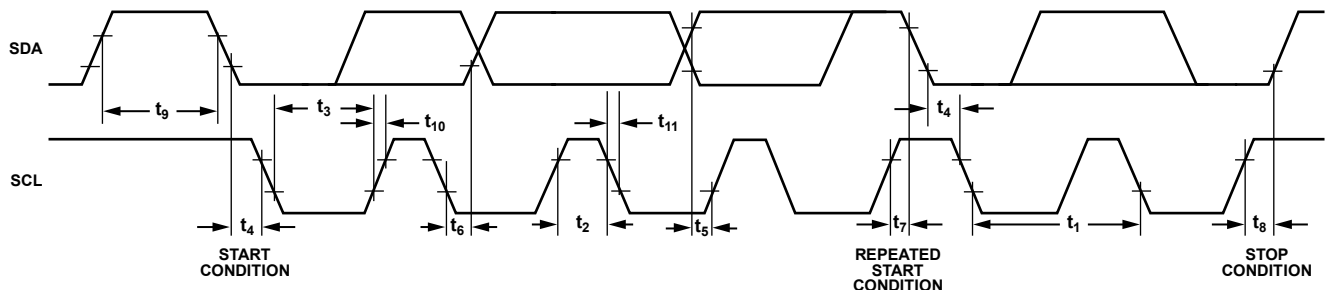 SDA
t9
t3
t10
t11
t4
SCL
t4
t6
t2
t5
t7
t1
t8
START
CONDITION
REPEATED
START
CONDITION
STOP
CONDITION